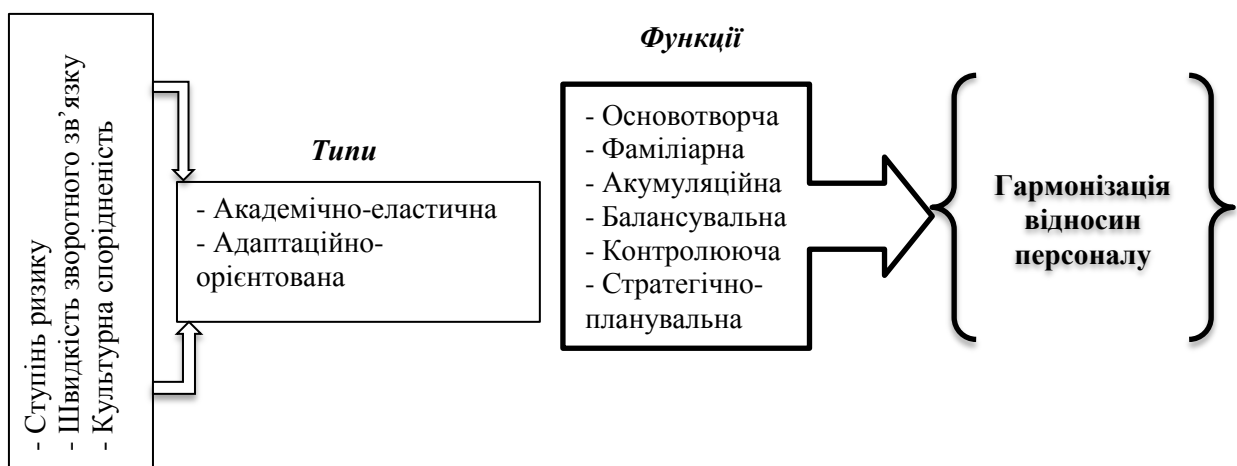 - Ступінь ризику
- Швидкість зворотного зв’язку
- Культурна спорідненість
Типи
- Академічно-еластична
- Адаптаційно-
орієнтована
Функції
- Основотворча
- Фаміліарна
- Акумуляційна
- Балансувальна
- Контролююча
- Стратегічно-
планувальна
Гармонізація
відносин
персоналу